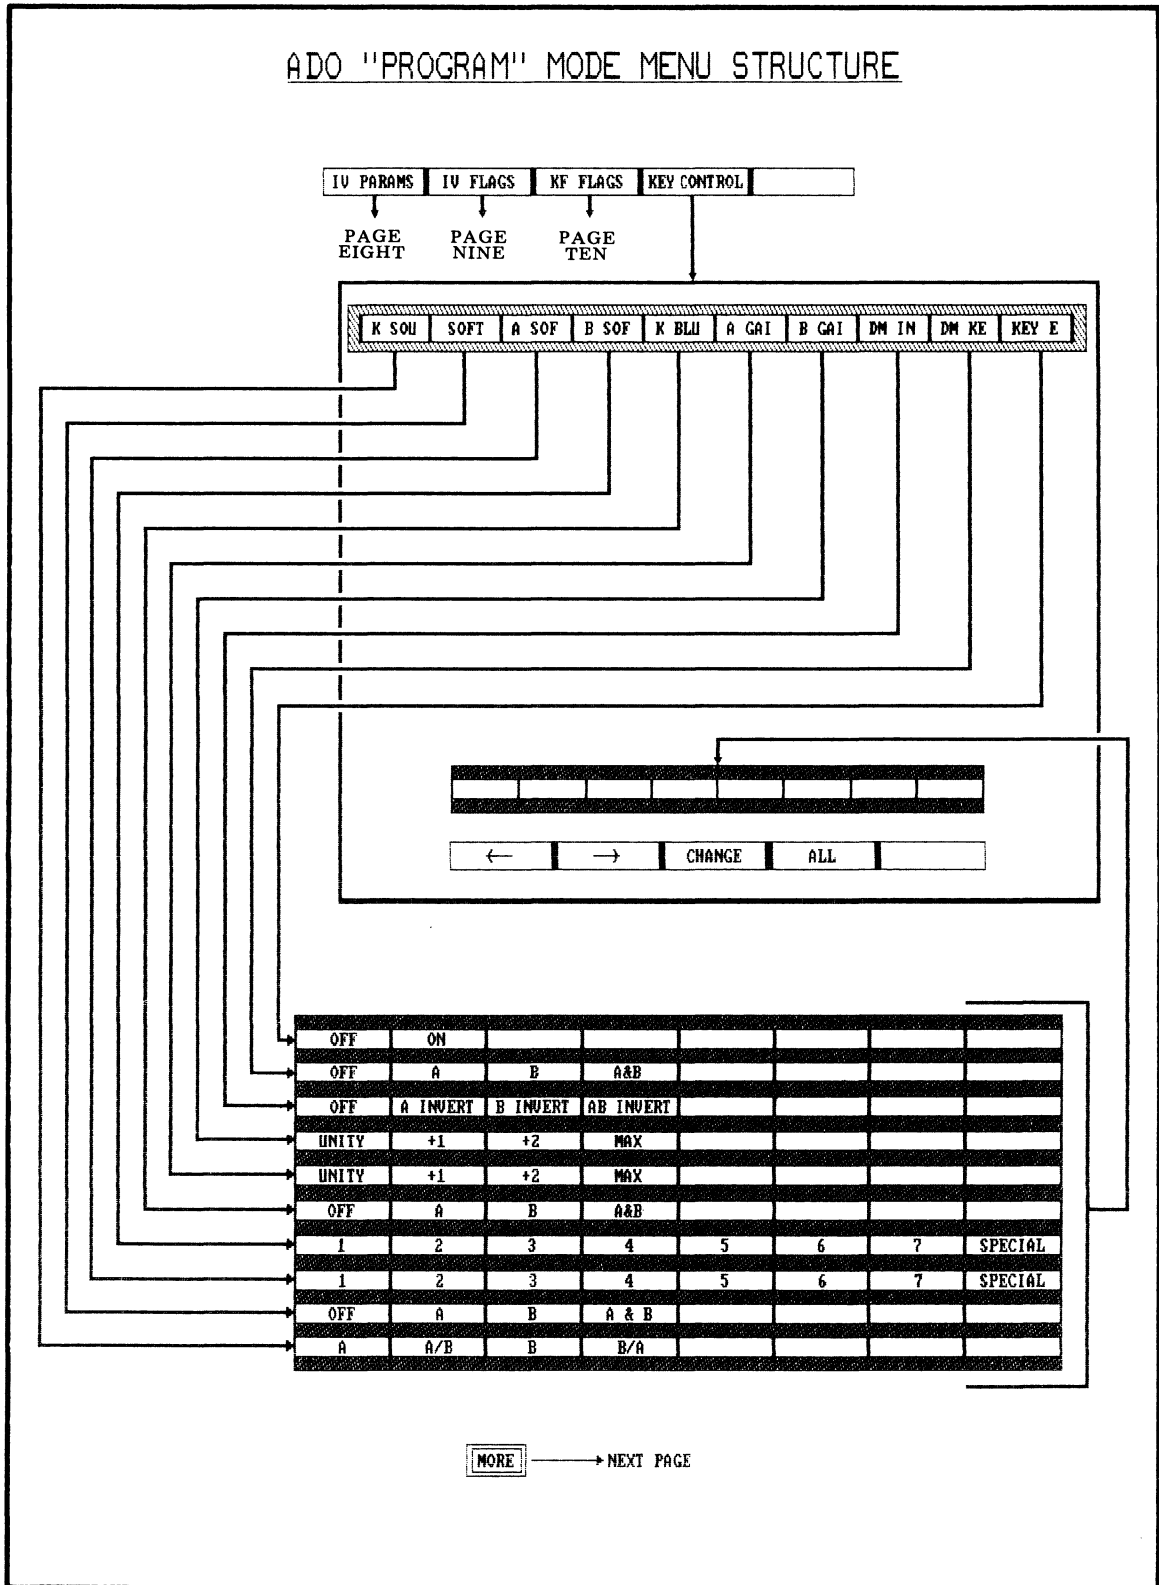 ADO "PROGRAM" MODE MENU STRUCTURE
IV PARAMS IV FLAGS KF FLAGS KEY CONTROL
PAGE EIGHT
PAGE NINE
PAGE TEN
K SOU SOFT A SOF B SOF K BLU A GAI B GAI DM IN DM KE KEY E
← → CHANGE ALL
OFF ON
OFF A B A&B
OFF A INVERT B INVERT AB INVERT
UNITY +1 +2 MAX
UNITY +1 +2 MAX
OFF A B A&B
1 2 3 4 5 6 7 SPECIAL
1 2 3 4 5 6 7 SPECIAL
OFF A B A & B
A A/B B B/A
MORE → NEXT PAGE